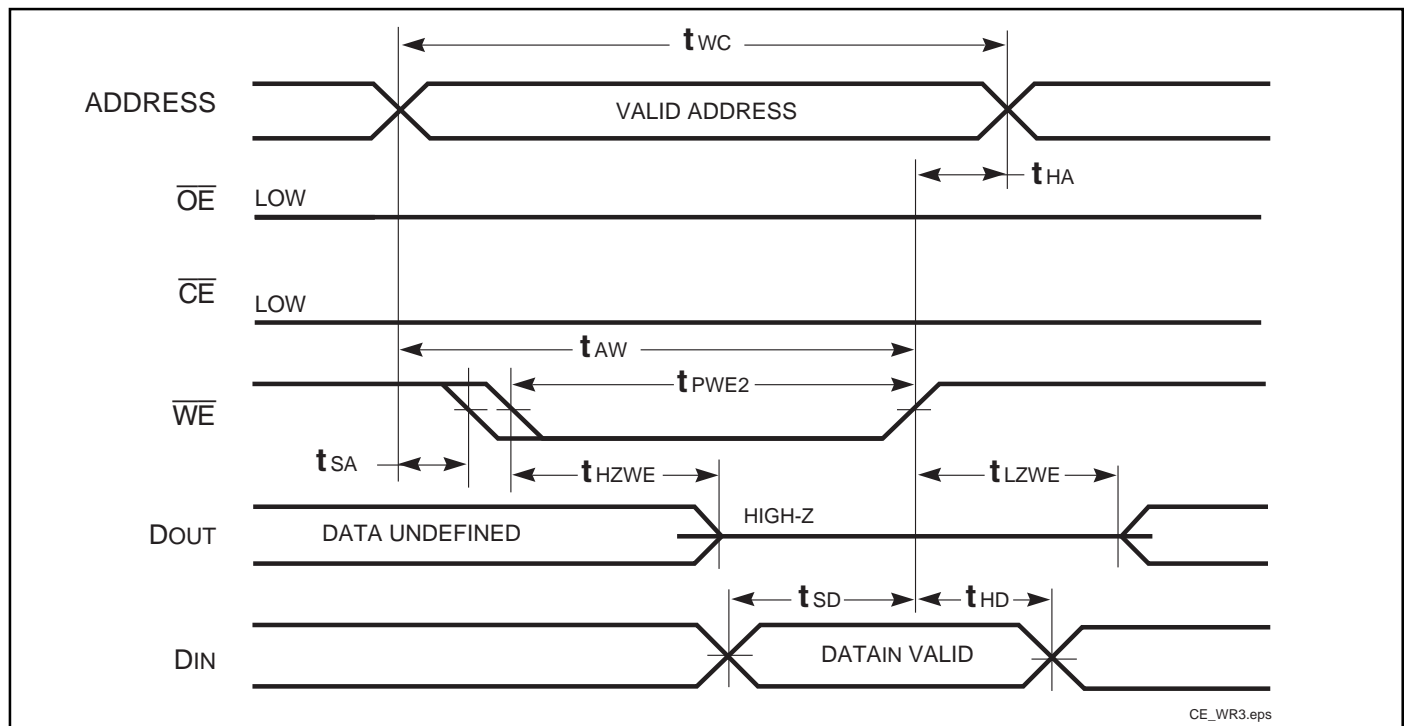 tWC
ADDRESS
VALID ADDRESS
tHA
OE
LOW
CE
LOW
tAW
tPWE2
WE
tSA
tHZWE
tLZWE
HIGH-Z
DOUT
DATA UNDEFINED
tSD
tHD
DIN
DATAIN VALID
CE_WR3.eps